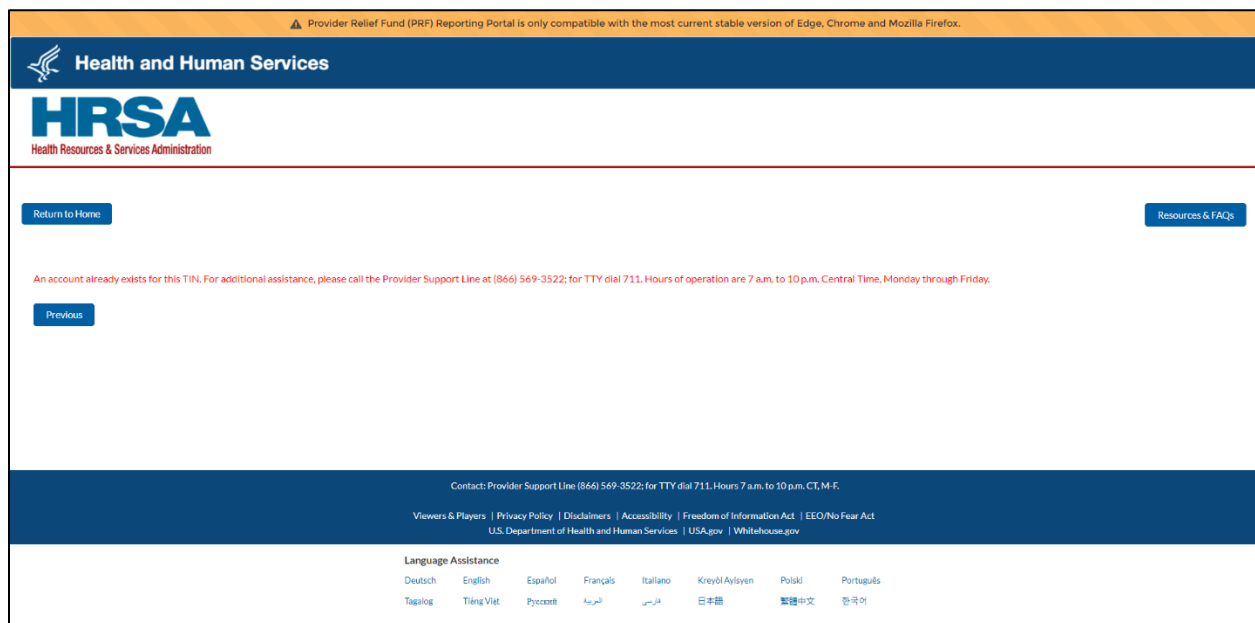 Provider Relief Fund (PRF) Reporting Portal is only compatible with the most current stable version of Edge, Chrome and Mozilla Firefox.
Health and Human Services
HRSA
Health Resources & Services Administration
Return to Home
Resources & FAQs
An account already exists for this TIN. For additional assistance, please call the Provider Support Line at (866) 569-3522; for TTY dial 711. Hours of operation are 7 a.m. to 10 p.m. Central Time, Monday through Friday.
Previous
Contact: Provider Support Line (866) 569-3522; for TTY dial 711. Hours 7 a.m. to 10 p.m. CT, M-F.
Viewers & Players | Privacy Policy | Disclaimers | Accessibility | Freedom of Information Act | EEO/No Fear Act
U.S. Department of Health and Human Services | USA.gov | Whitehouse.gov
Language Assistance
Deutsch English Español Français Italiano Kreyòl Ayisyen Polski Português
Tagalog Tiếng Việt Русский العربية فارسی 日本語 繁體中文 한국어